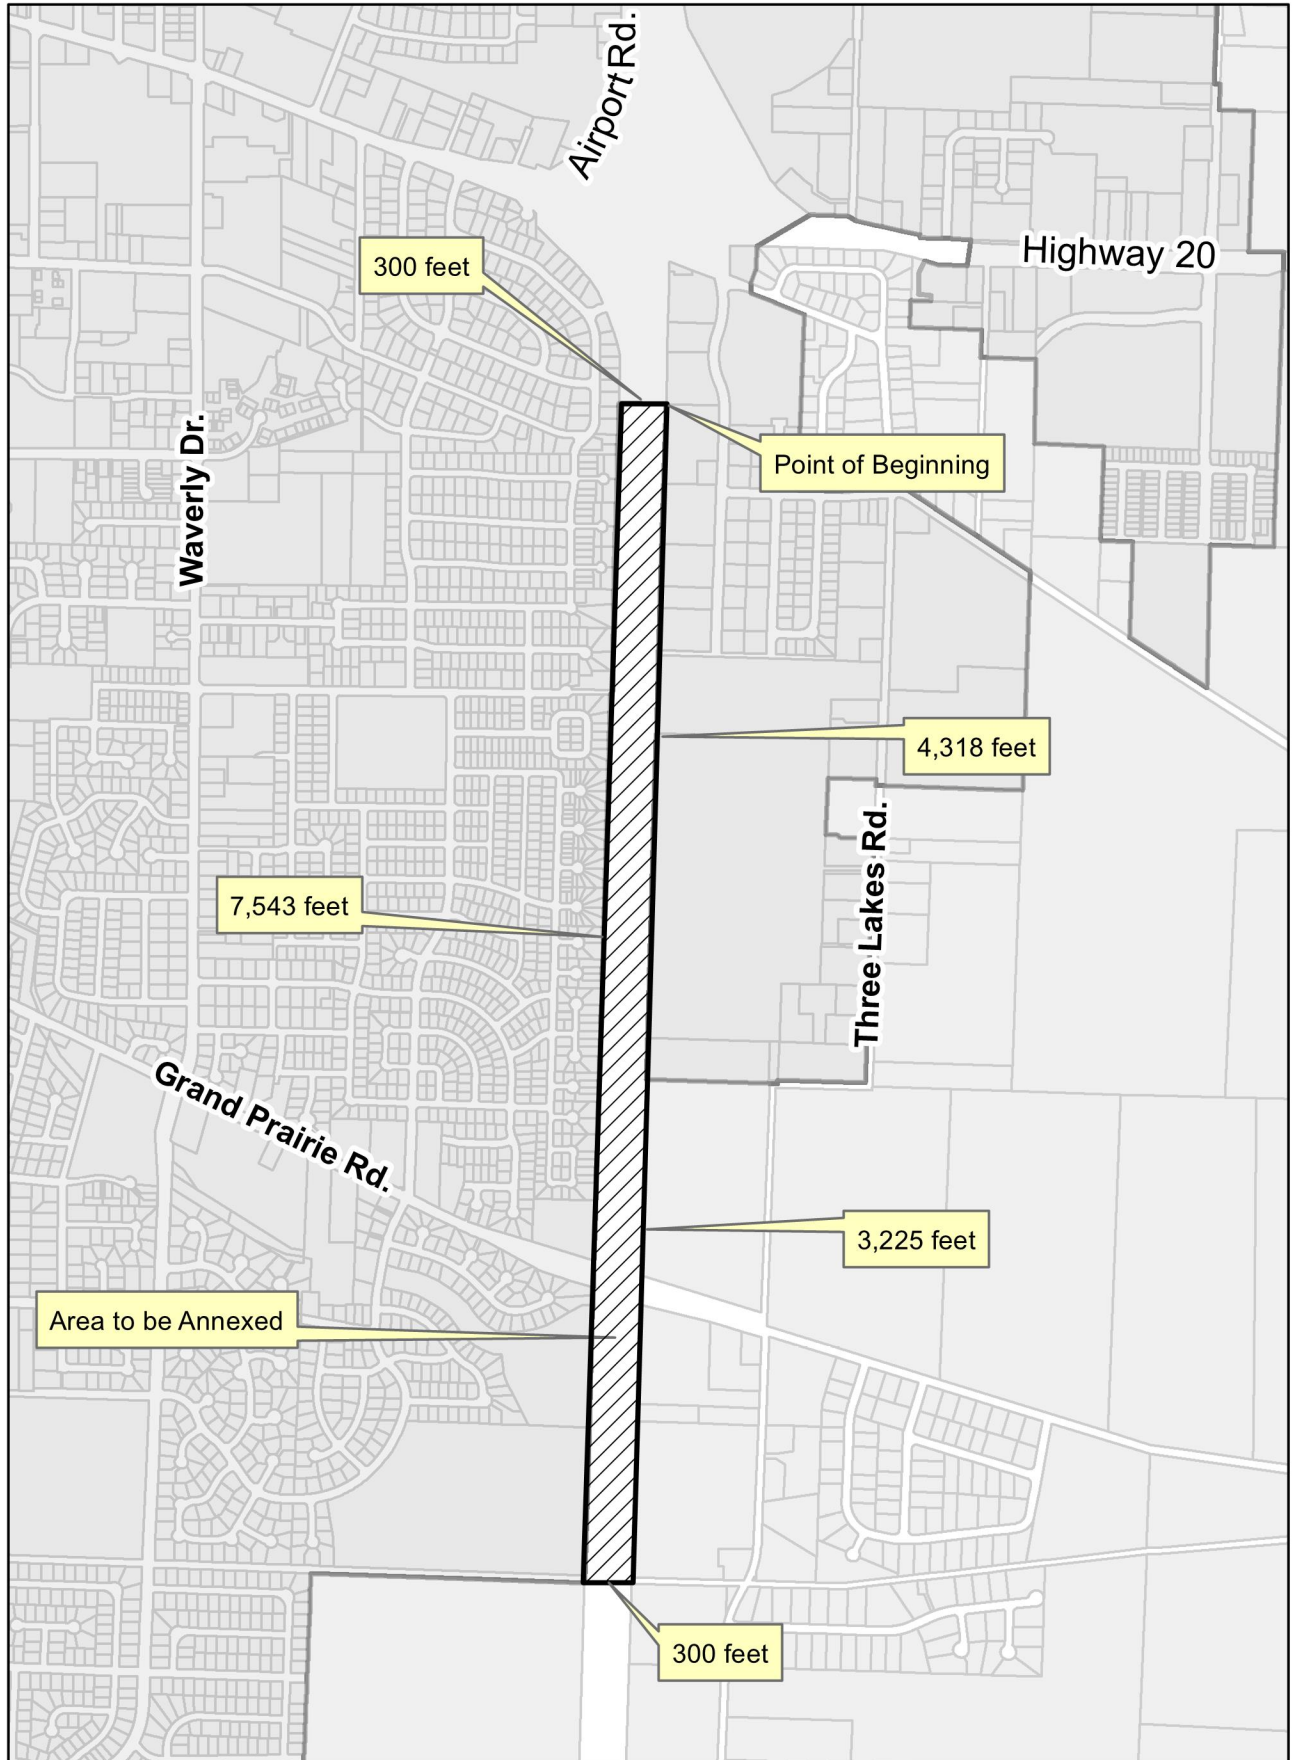 Airport Rd.
Highway 20
300 feet
Point of Beginning
Waverly Dr.
4,318 feet
7,543 feet
Three Lakes Rd.
Grand Prairie Rd.
3,225 feet
Area to be Annexed
300 feet